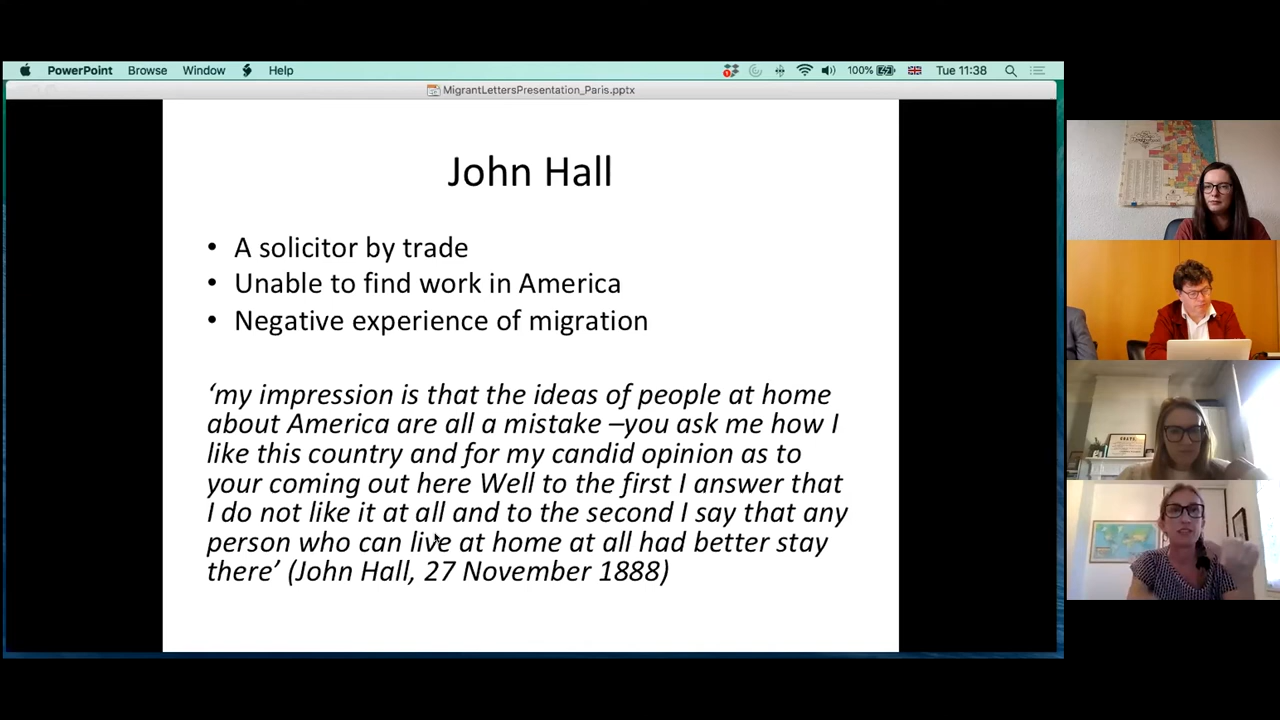 PowerPoint Browse Window Help 100% Tue 11:38
MigrantLettersPresentation_Paris.pptx
John Hall
• A solicitor by trade
• Unable to find work in America
• Negative experience of migration
‘my impression is that the ideas of people at home
about America are all a mistake –you ask me how I
like this country and for my candid opinion as to
your coming out here Well to the first I answer that
I do not like it at all and to the second I say that any
person who can live at home at all had better stay
there’ (John Hall, 27 November 1888)